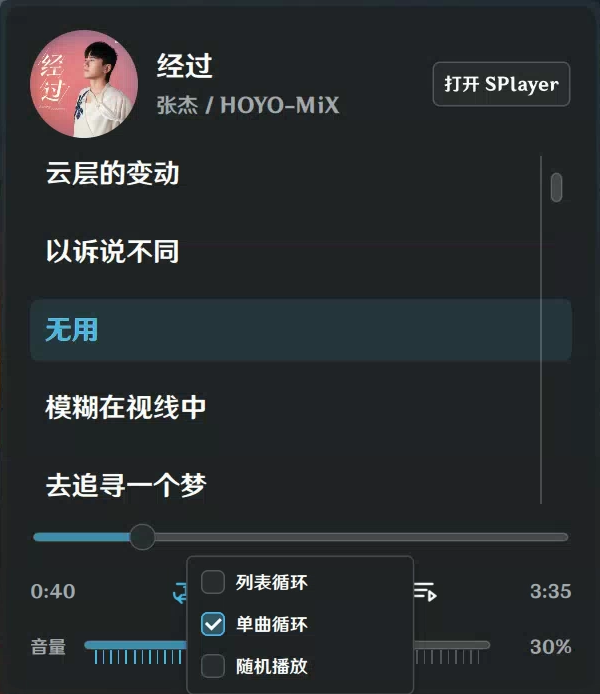 经过
经过
张杰 / HOYO-MiX
打开 SPlayer
云层的变动
以诉说不同
无用
模糊在视线中
去追寻一个梦
0:40
3:35
列表循环
单曲循环
随机播放
音量
30%